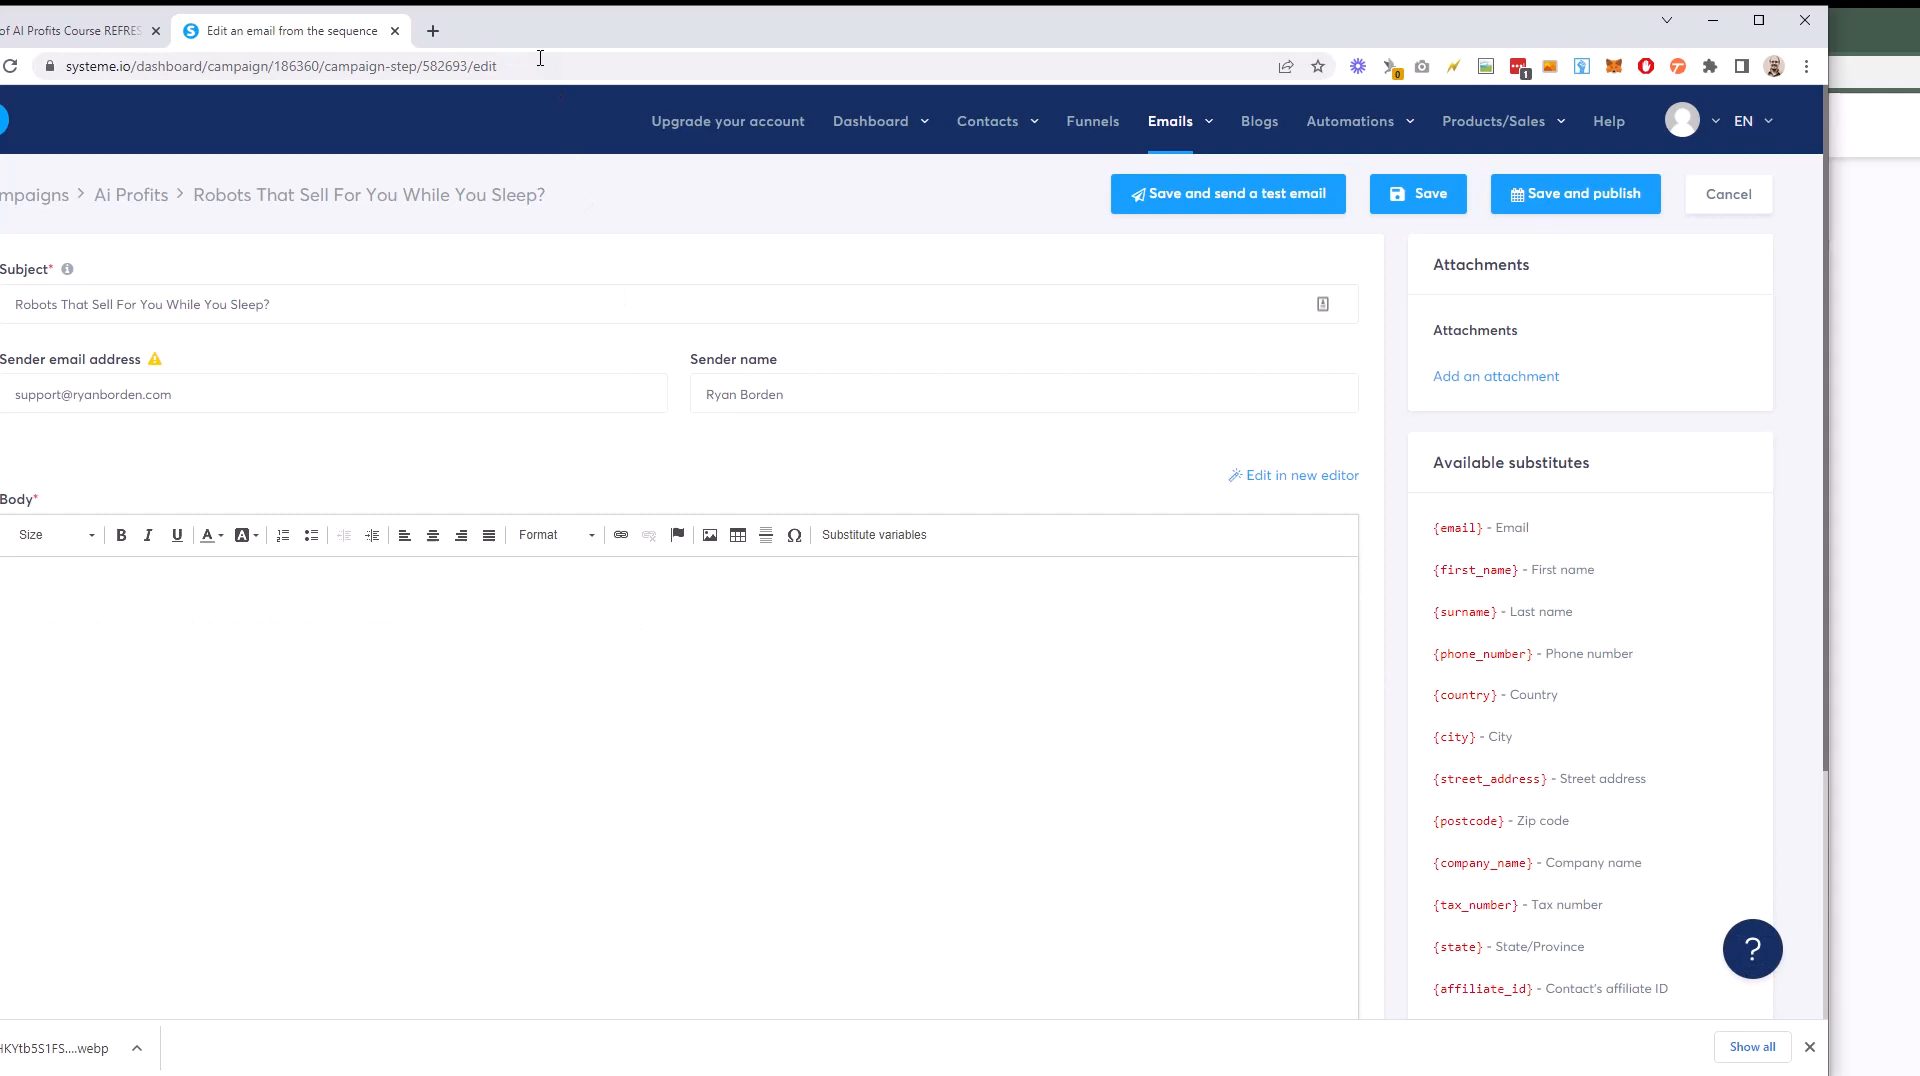 of AI Profits Course REFRES
Edit an email from the sequence
systeme.io/dashboard/campaign/186360/campaign-step/582693/edit
0
1
Upgrade your account
Dashboard
Contacts
Funnels
Emails
Blogs
Automations
Products/Sales
Help
EN
mpaigns > Ai Profits > Robots That Sell For You While You Sleep?
Save and send a test email
Save
Save and publish
Cancel
Subject*
Robots That Sell For You While You Sleep?
Sender email address
Sender name
support@ryanborden.com
Ryan Borden
Edit in new editor
Body*
Size
B
I
U
A
A
Format
Ω
Substitute variables
Attachments
Attachments
Add an attachment
Available substitutes
{email} - Email
{first_name} - First name
{surname} - Last name
{phone_number} - Phone number
{country} - Country
{city} - City
{street_address} - Street address
{postcode} - Zip code
{company_name} - Company name
{tax_number} - Tax number
{state} - State/Province
{affiliate_id} - Contact's affiliate ID
?
HKYtb5S1FS....webp
Show all